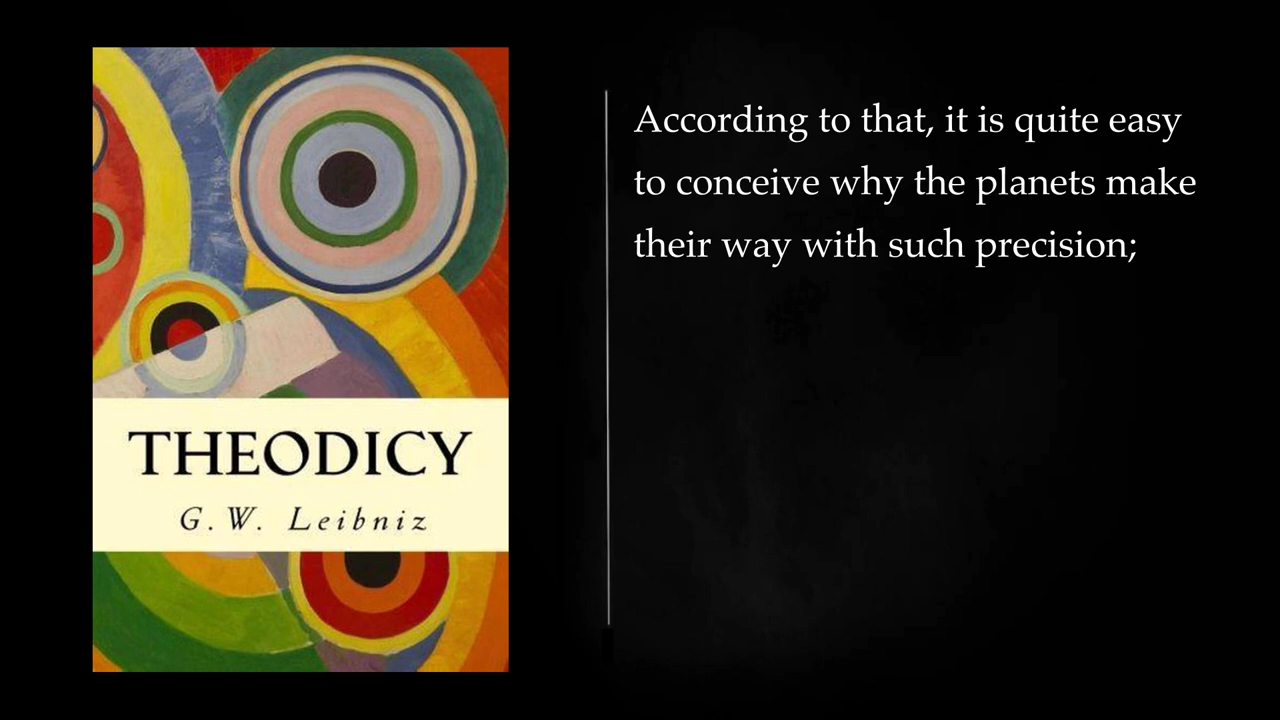 THEODICY
G. W. Leibniz
According to that, it is quite easy
to conceive why the planets make
their way with such precision;